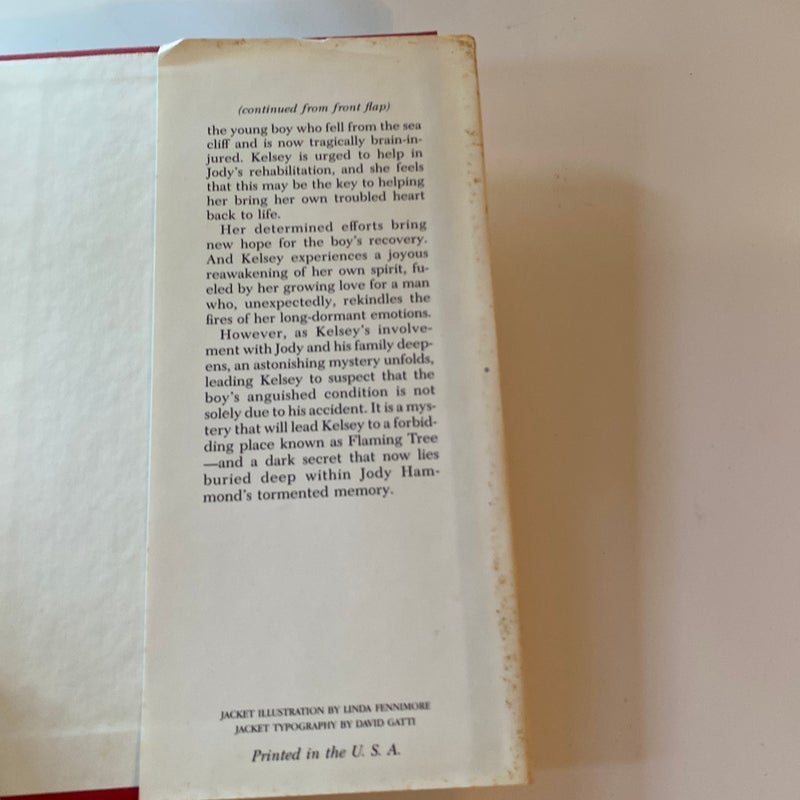 (continued from front flap)
the young boy who fell from the sea
cliff and is now tragically brain-in-
jured. Kelsey is urged to help in
Jody's rehabilitation, and she feels
that this may be the key to helping
her bring her own troubled heart
back to life.
Her determined efforts bring
new hope for the boy's recovery.
And Kelsey experiences a joyous
reawakening of her own spirit, fu-
eled by her growing love for a man
who, unexpectedly, rekindles the
fires of her long-dormant emotions.
However, as Kelsey's involve-
ment with Jody and his family deep-
ens, an astonishing mystery unfolds,
leading Kelsey to suspect that the
boy's anguished condition is not
solely due to his accident. It is a mys-
tery that will lead Kelsey to a forbid-
ding place known as Flaming Tree
—and a dark secret that now lies
buried deep within Jody Ham-
mond's tormented memory.
JACKET ILLUSTRATION BY LINDA FENNIMORE
JACKET TYPOGRAPHY BY DAVID GATTI
Printed in the U. S. A.